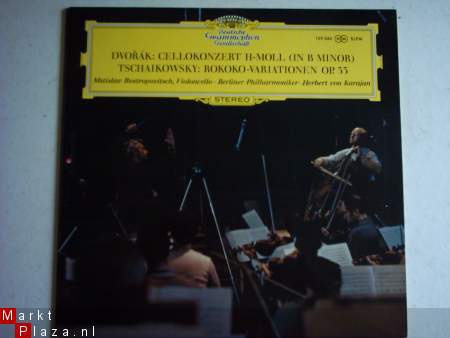 Deutsche
Grammophon
Gesellschaft
STEREO
DVOŘÁK: CELLOKONZERT H-MOLL (IN B MINOR)
TSCHAIKOWSKY: ROKOKO-VARIATIONEN OP. 33
Mstislav Rostropowitsch, Violoncello · Berliner Philharmoniker · Herbert von Karajan
STEREO
Markt
Plaza.nl